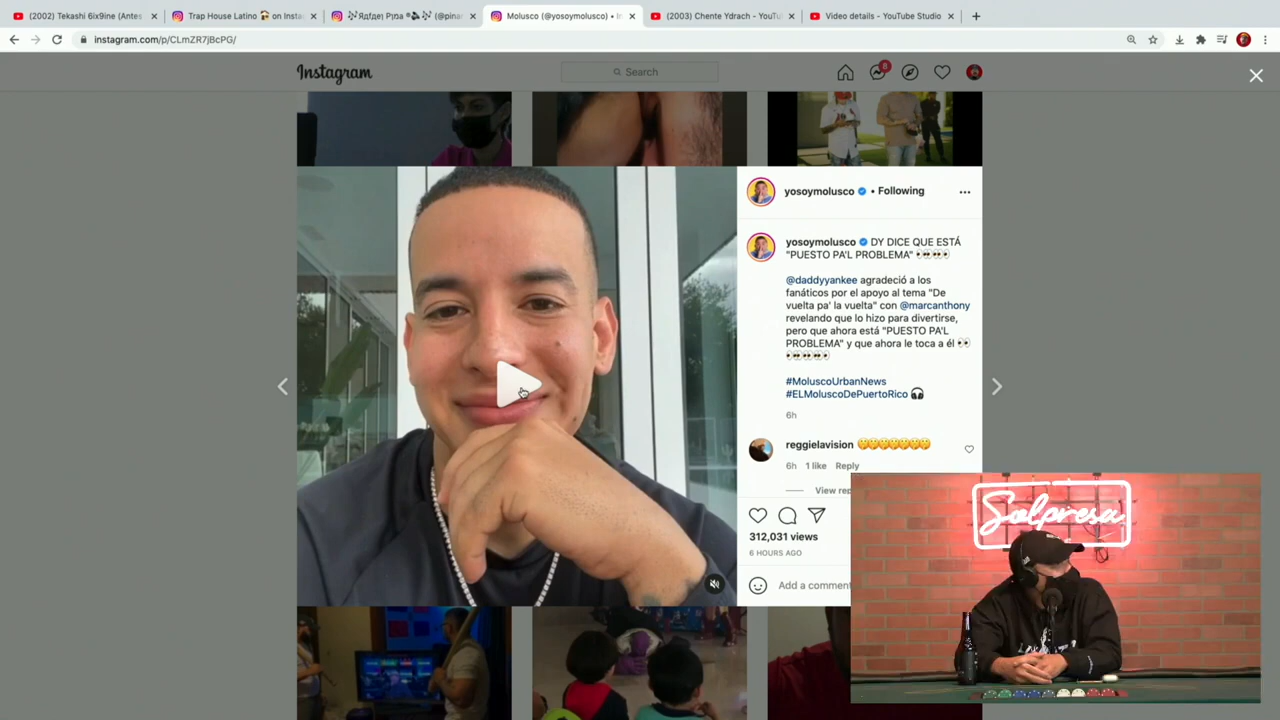 (2002) Tekashi 6ix9ine (Antes
Trap House Latino
Instagram
Molusco (@yosoymolusco) • In
(2003) Chente Ydrach - YouTu
Video details - YouTube Studio
instagram.com/p/CLmZR7jBcPG/
Instagram
Search
8
yosoymolusco • Following
yosoymolusco DY DICE QUE ESTÁ
"PUESTO PA'L PROBLEMA" 👀👀👀
@daddyyankee agradeció a los
fanáticos por el apoyo al tema "De
vuelta pa' la vuelta" con @marcanthony
revelando que lo hizo para divertirse,
pero que ahora está "PUESTO PA'L
PROBLEMA" y que ahora le toca a él 👀
👀👀👀👀
#MoluscoUrbanNews
#ELMoluscoDePuertoRico 🎧
6h
reggielavision 🤫🤫🤫🤫🤫🤫🤫
6h 1 like Reply
View rep
312,031 views
6 HOURS AGO
Add a comment
Solpresa